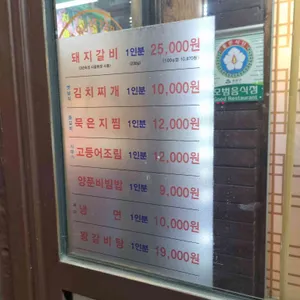 돼지갈비 1인분 25,000원
김치찌개 1인분 10,000원
묵은지찜 1인분 12,000원
고등어조림 1인분 12,000원
양푼비빔밥 1인분 9,000원
냉면 1인분 10,000원
왕갈비탕 1인분 19,000원
모범음식점